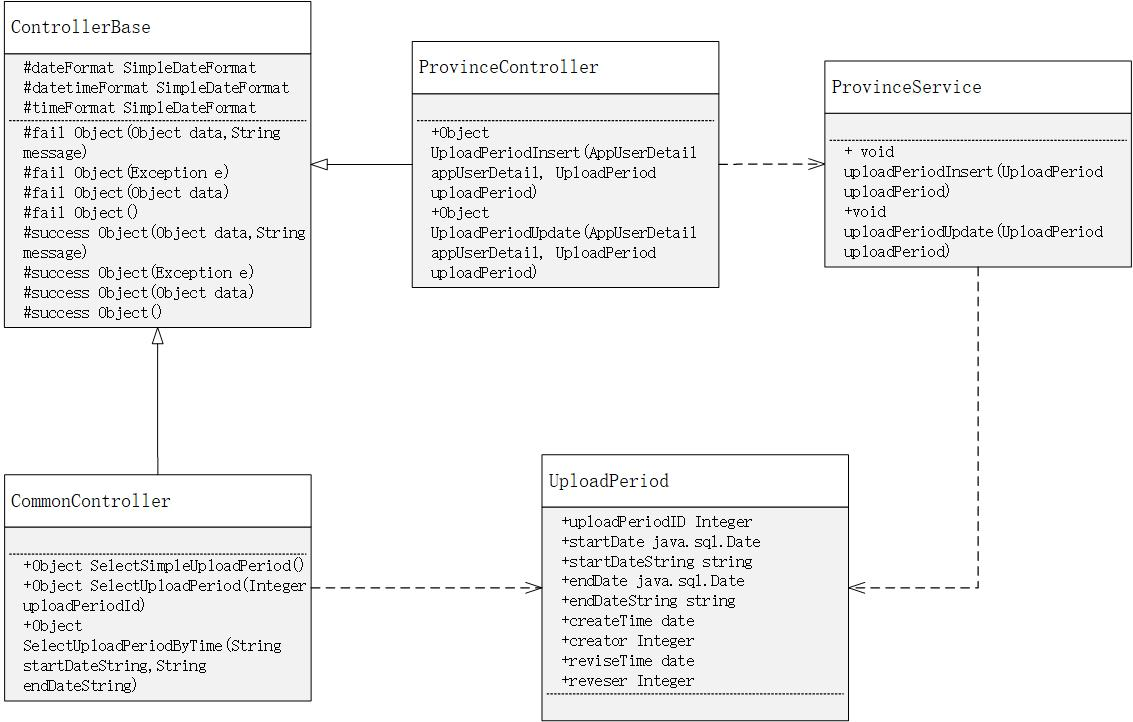 ControllerBase
#dateFormat SimpleDateFormat
#datetimeFormat SimpleDateFormat
#timeFormat SimpleDateFormat
#fail Object(Object data,String
message)
#fail Object(Exception e)
#fail Object(Object data)
#fail Object()
#success Object(Object data,String
message)
#success Object(Exception e)
#success Object(Object data)
#success Object()
ProvinceController
+Object
UploadPeriodInsert(AppUserDetail
appUserDetail, UploadPeriod
uploadPeriod)
+Object
UploadPeriodUpdate(AppUserDetail
appUserDetail, UploadPeriod
uploadPeriod)
ProvinceService
+ void
uploadPeriodInsert(UploadPeriod
uploadPeriod)
+void
uploadPeriodUpdate(UploadPeriod
uploadPeriod)
CommonController
+Object SelectSimpleUploadPeriod()
+Object SelectUploadPeriod(Integer
uploadPeriodId)
+Object
SelectUploadPeriodByTime(String
startDateString,String
endDateString)
UploadPeriod
+uploadPeriodID Integer
+startDate java.sql.Date
+startDateString string
+endDate java.sql.Date
+endDateString string
+createTime date
+creator Integer
+reviseTime date
+reveser Integer